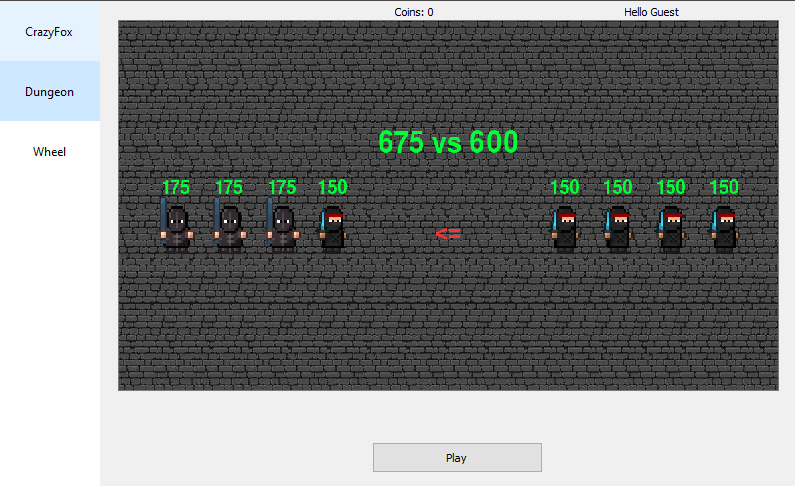 Coins: 0
Hello Guest
CrazyFox
Dungeon
Wheel
675 vs 600
175 175 175 150
150 150 150 150
<=
Play